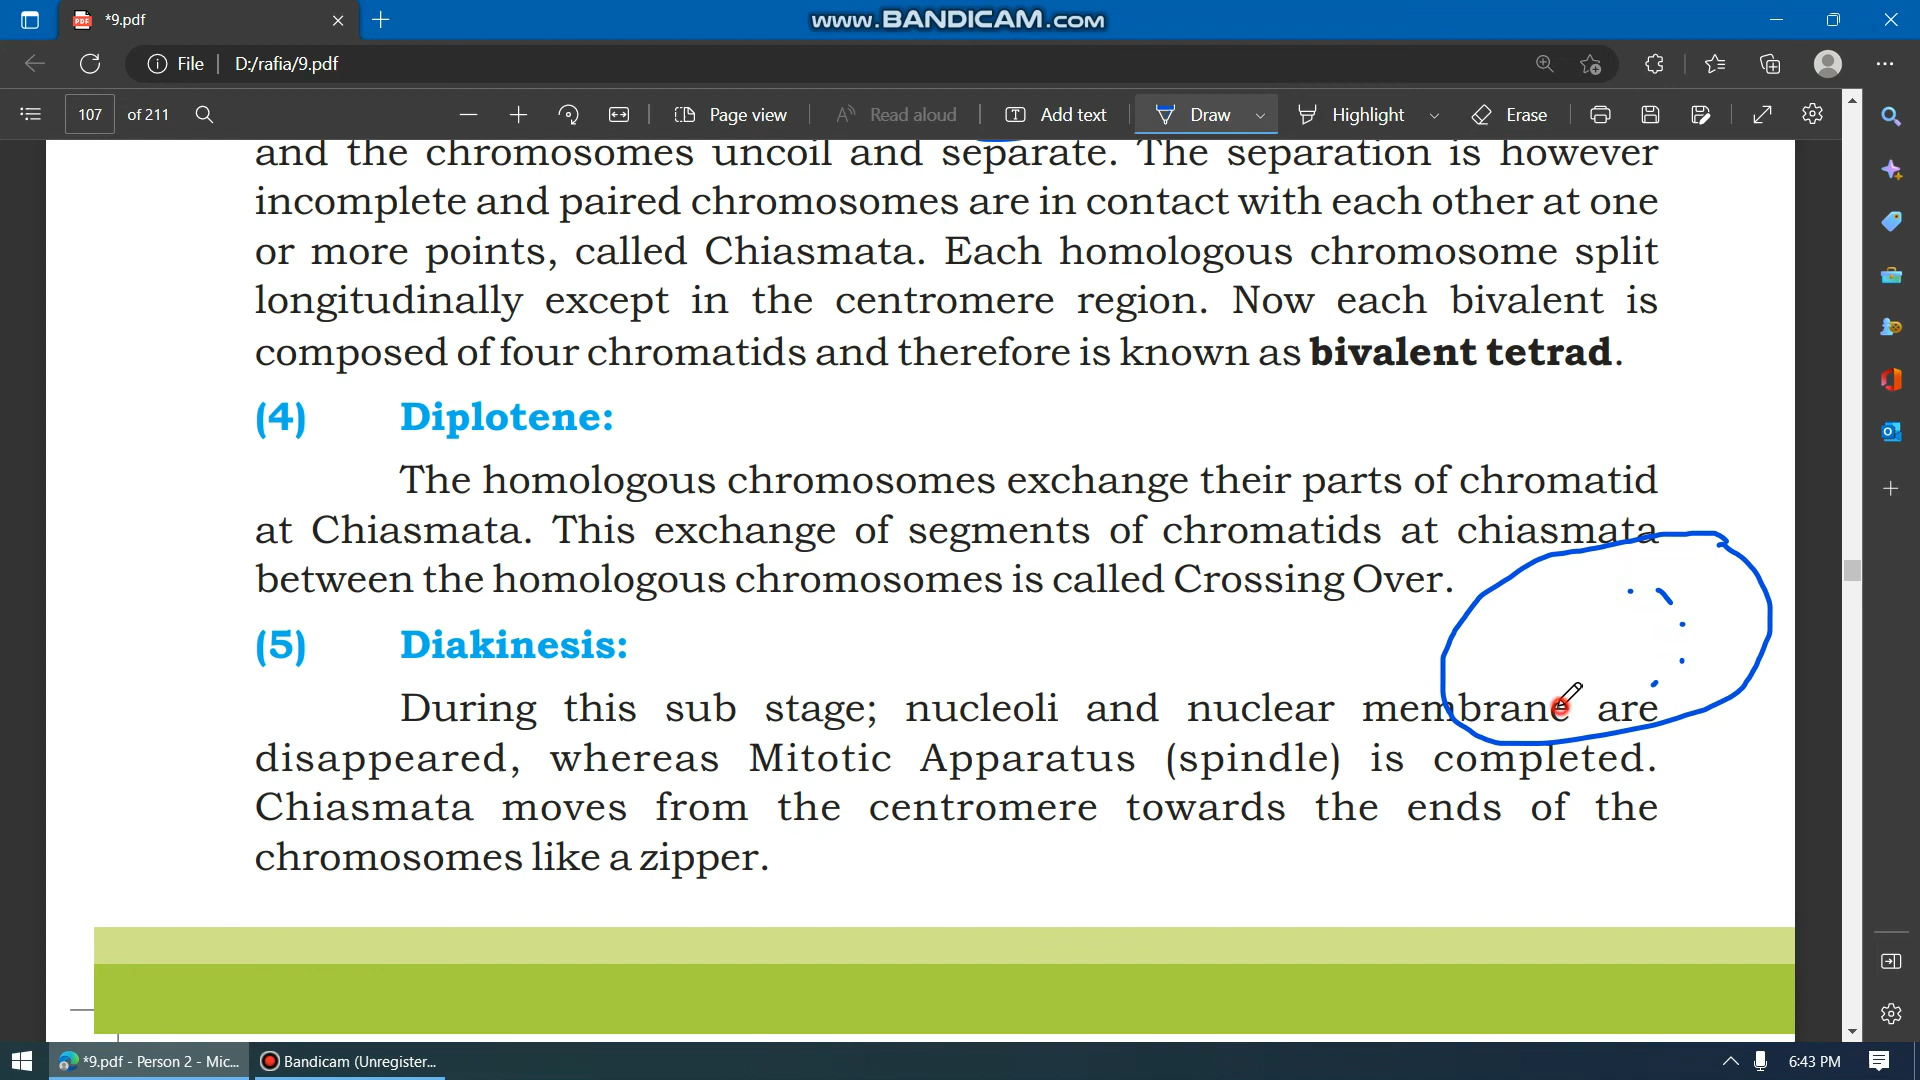 *9.pdf
www.BANDICAM.com
File
D:/rafia/9.pdf
107 of 211
Page view
Read aloud
Add text
Draw
Highlight
Erase
and the chromosomes uncoil and separate. The separation is however
incomplete and paired chromosomes are in contact with each other at one
or more points, called Chiasmata. Each homologous chromosome split
longitudinally except in the centromere region. Now each bivalent is
composed of four chromatids and therefore is known as bivalent tetrad.
(4) Diplotene:
The homologous chromosomes exchange their parts of chromatid
at Chiasmata. This exchange of segments of chromatids at chiasmata
between the homologous chromosomes is called Crossing Over.
(5) Diakinesis:
During this sub stage; nucleoli and nuclear membrane are
disappeared, whereas Mitotic Apparatus (spindle) is completed.
Chiasmata moves from the centromere towards the ends of the
chromosomes like a zipper.
*9.pdf - Person 2 - Mic...
Bandicam (Unregister...
6:43 PM